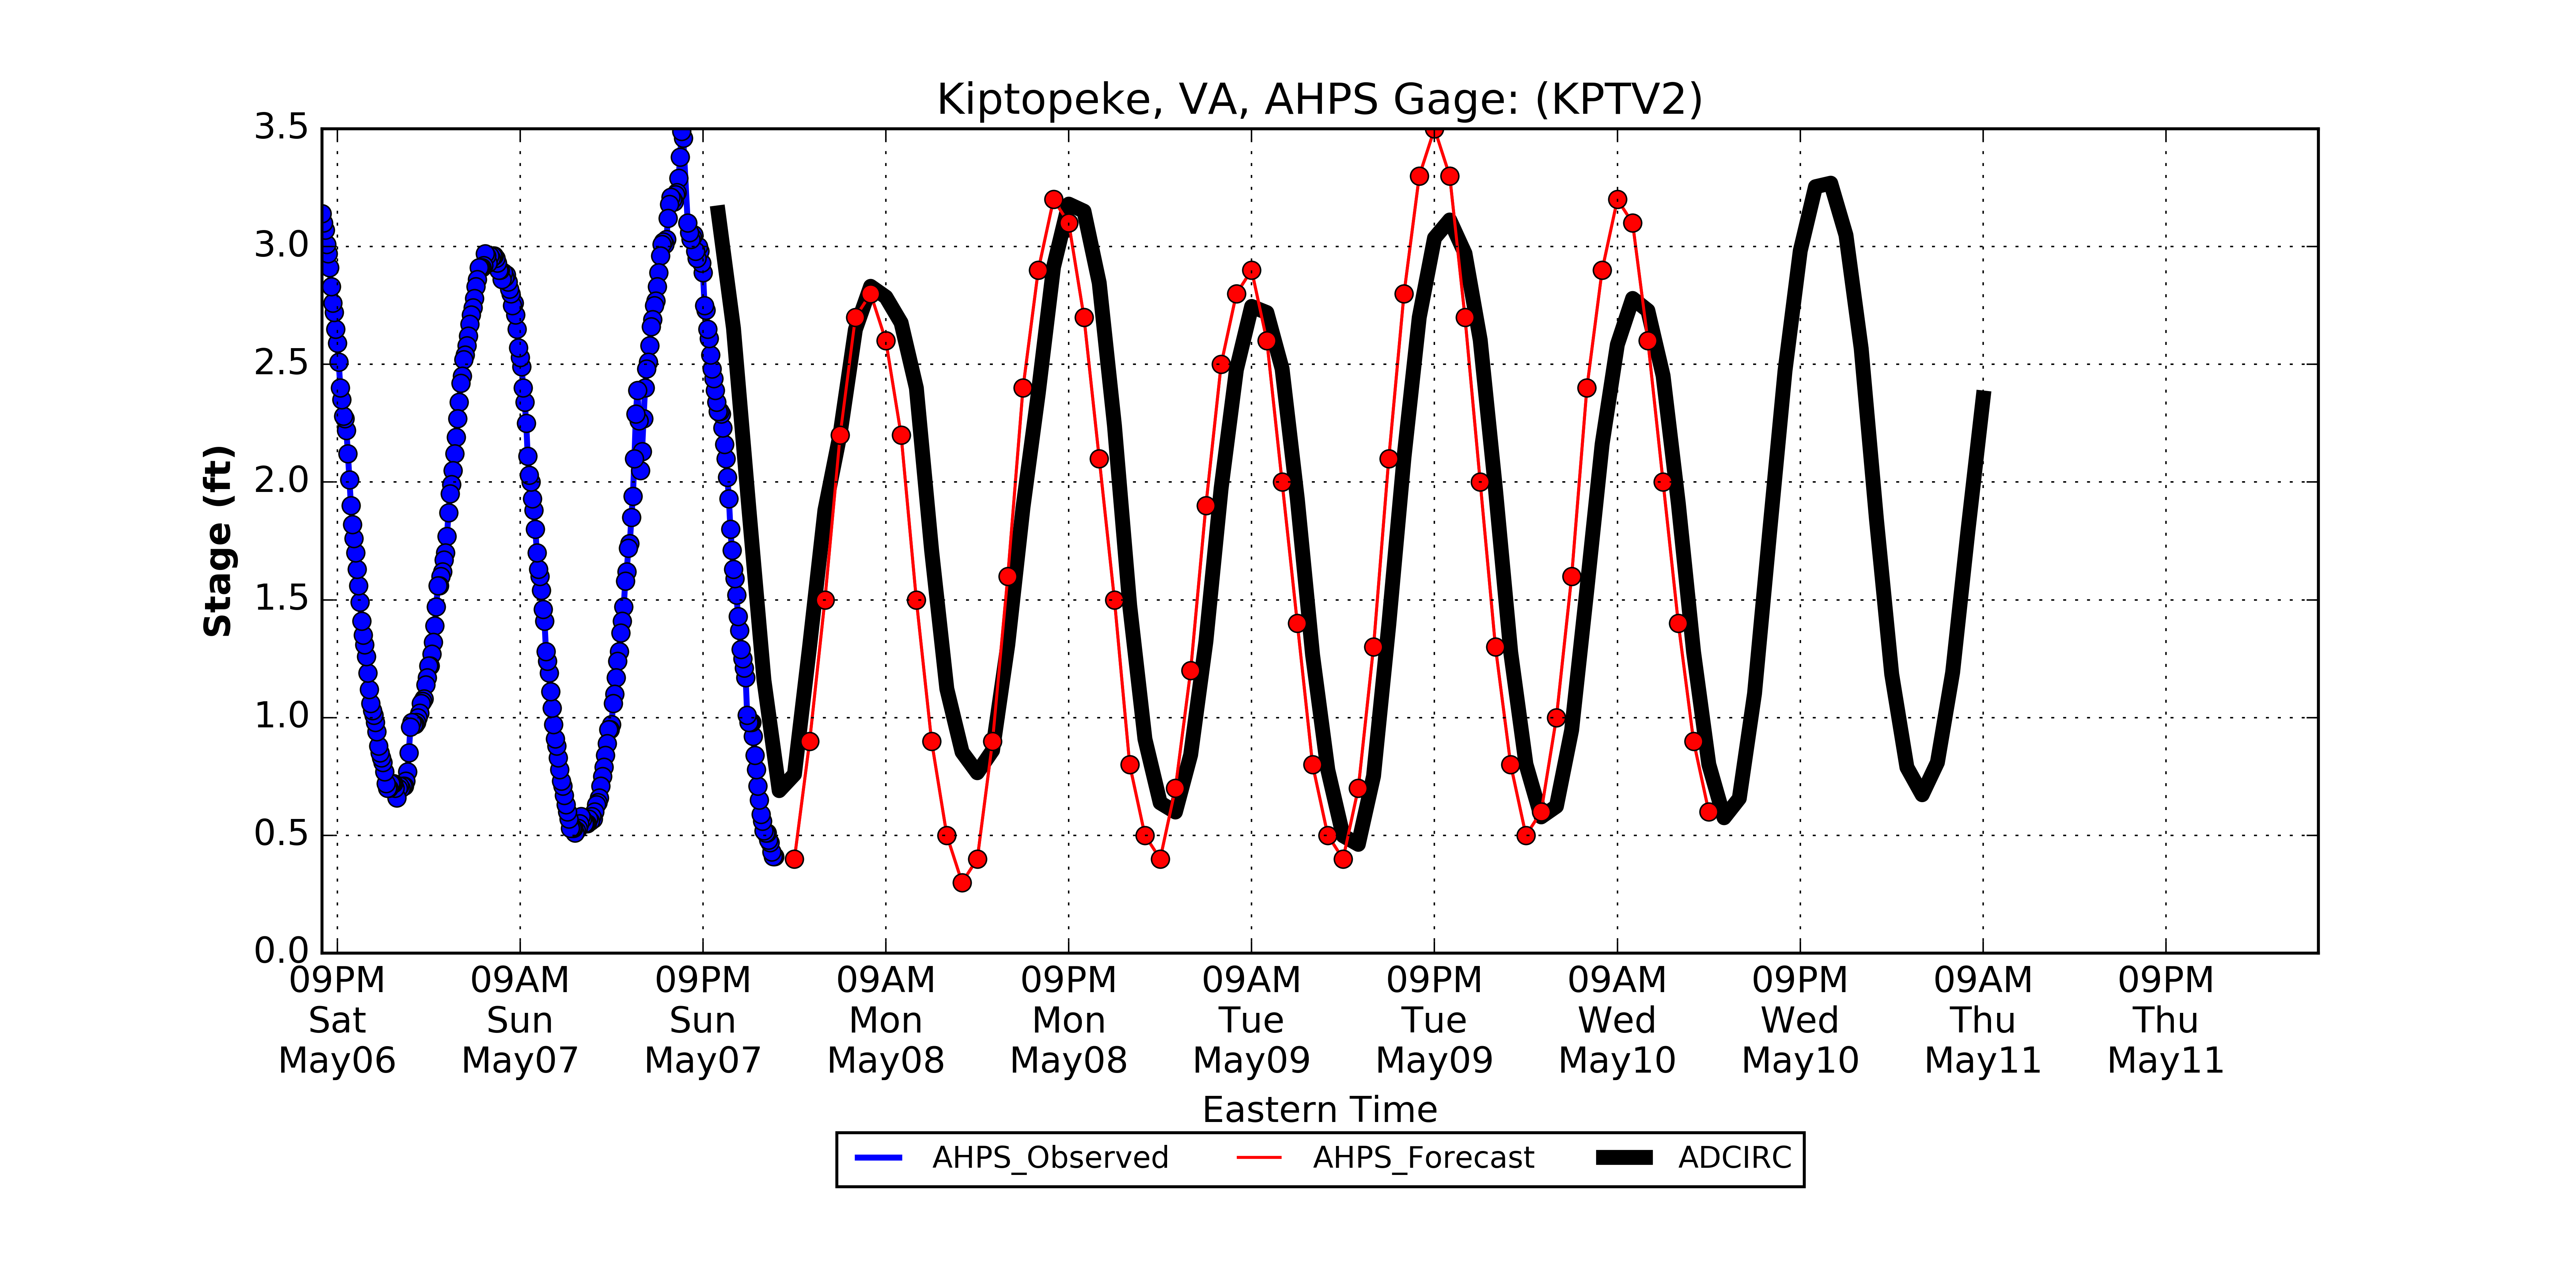 Kiptopeke, VA, AHPS Gage: (KPTV2)
3.5
3.0
2.5
2.0
1.5
1.0
0.5
0.0
Stage (ft)
09PM 09AM 09PM 09AM 09PM 09AM 09PM 09AM 09PM 09AM 09PM
Sat Sun Sun Mon Mon Tue Tue Wed Wed Thu Thu
May06 May07 May07 May08 May08 May09 May09 May10 May10 May11 May11
Eastern Time
AHPS_Observed AHPS_Forecast ADCIRC